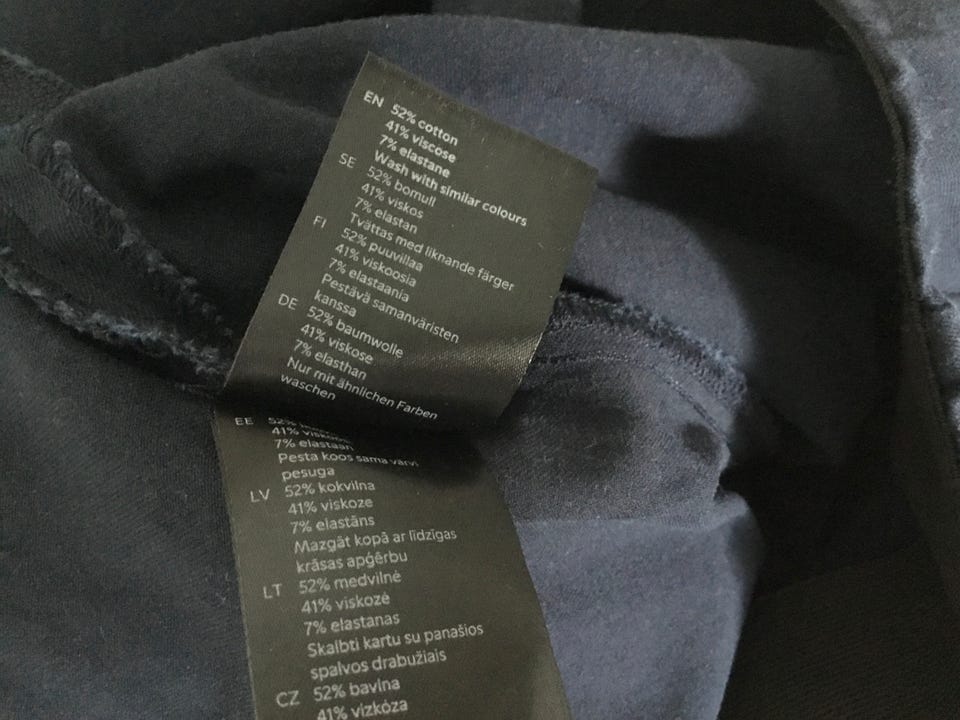 EN 52% cotton
41% viscose
7% elastane
Wash with similar colours
SE 52% bomull
41% viskos
7% elastan
Tvättas med liknande färger
FI 52% puuvillaa
41% viskoosia
7% elastaania
Pestävä samanväristen
kanssa
DE 52% baumwolle
41% viskose
7% elasthan
Nur mit ähnlichen Farben
waschen
EE 52%
41%
7% elastaan
Pesta koos sama värvi
pesuga
LV 52% kokvilna
41% viskoze
7% elastāns
Mazgāt kopā ar līdzīgas
krāsas apģērbu
LT 52% medvilnė
41% viskozė
7% elastanas
Skalbti kartu su panašios
spalvos drabužiais
CZ 52% bavlna
41% vizkóza